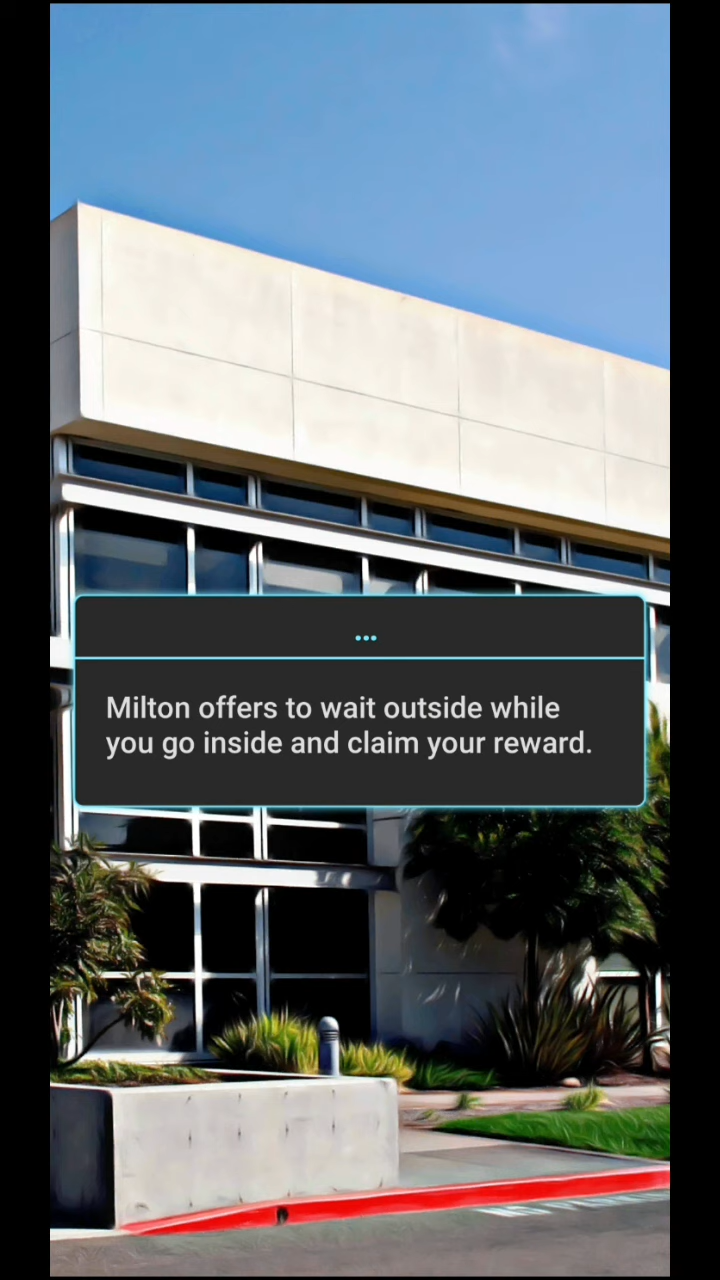 ...
Milton offers to wait outside while
you go inside and claim your reward.